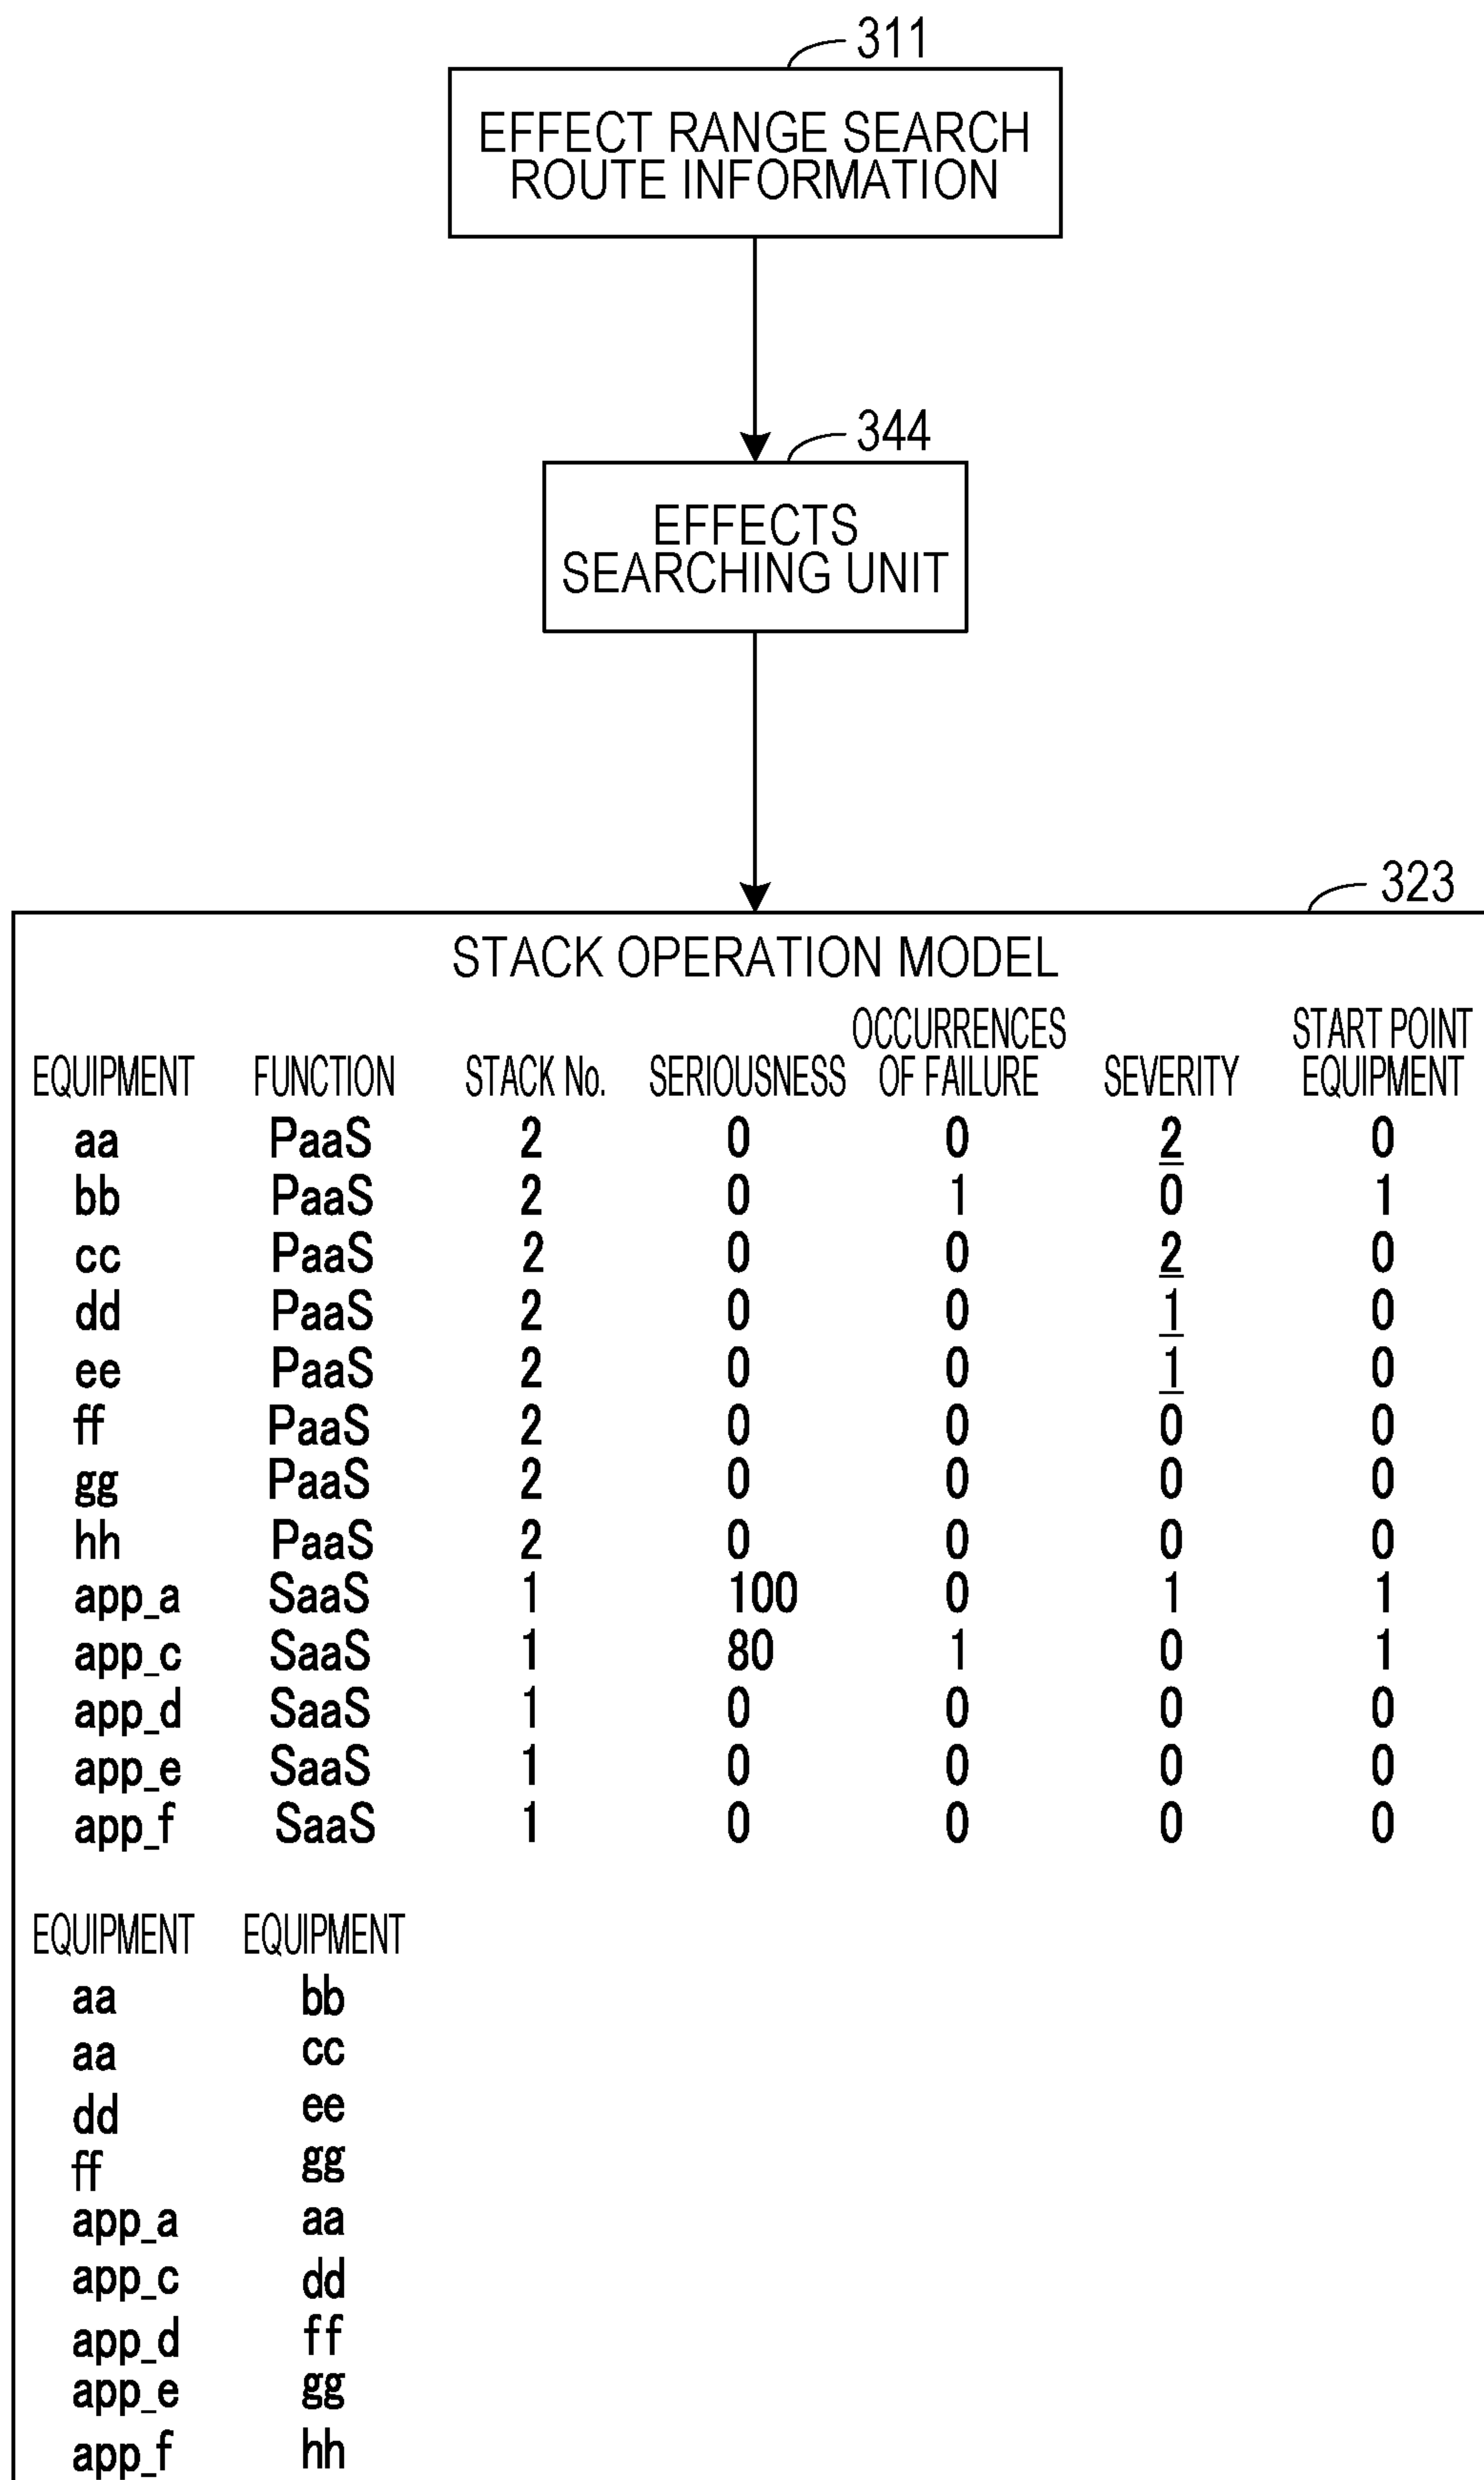 311
EFFECT RANGE SEARCH
ROUTE INFORMATION
344
EFFECTS
SEARCHING UNIT
323
STACK OPERATION MODEL
EQUIPMENT FUNCTION STACK No. SERIOUSNESS OCCURRENCES OF FAILURE SEVERITY START POINT EQUIPMENT
aa PaaS 2 0 0 2 0
bb PaaS 2 0 1 0 1
cc PaaS 2 0 0 2 0
dd PaaS 2 0 0 1 0
ee PaaS 2 0 0 1 0
ff PaaS 2 0 0 0 0
gg PaaS 2 0 0 0 0
hh PaaS 2 0 0 0 0
app_a SaaS 1 100 0 1 1
app_c SaaS 1 80 1 0 1
app_d SaaS 1 0 0 0 0
app_e SaaS 1 0 0 0 0
app_f SaaS 1 0 0 0 0
EQUIPMENT EQUIPMENT
aa bb
aa cc
dd ee
ff gg
app_a aa
app_c dd
app_d ff
app_e gg
app_f hh